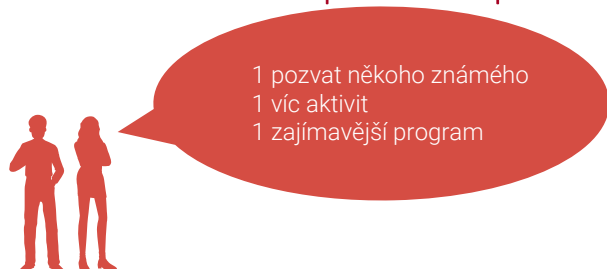 1 pozvat někoho známého
1 víc aktivit
1 zajímavější program